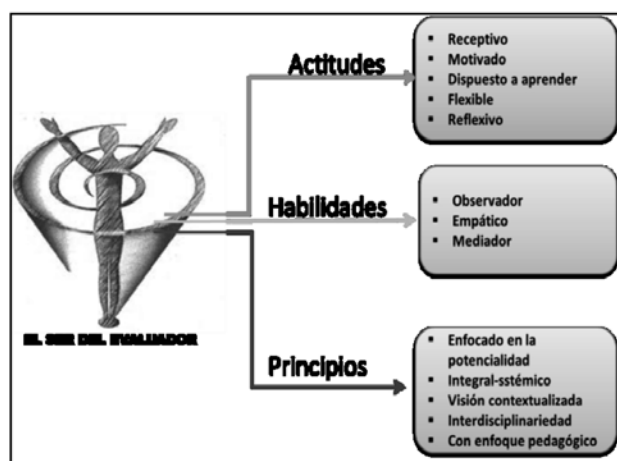 Actitudes
Receptivo
Motivado
Dispuesto a aprender
Flexible
Reflexivo
Habilidades
Observador
Empático
Mediador
EL SER DEL EVALUADOR
Principios
Enfocado en la
potencialidad
Integral-sstémico
Visión contextualizada
Interdisciplinariedad
Con enfoque pedagógico